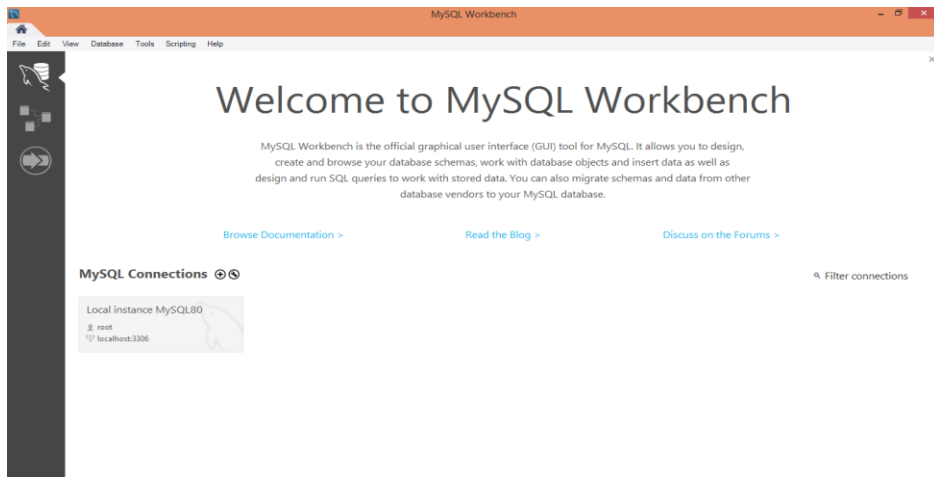 MySQL Workbench
File Edit View Database Tools Scripting Help
Welcome to MySQL Workbench
MySQL Workbench is the official graphical user interface (GUI) tool for MySQL. It allows you to design,
create and browse your database schemas, work with database objects and insert data as well as
design and run SQL queries to work with stored data. You can also migrate schemas and data from other
database vendors to your MySQL database.
Browse Documentation > Read the Blog > Discuss on the Forums >
MySQL Connections Filter connections
Local instance MySQL80
root
localhost:3306